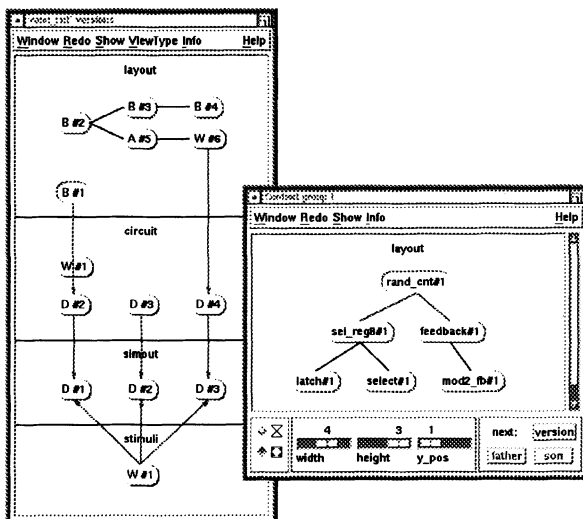 Window Redo Show ViewType Info Help
layout
B #3 B #4
B #2
A #5 W #6
B #1
circuit
W #1
D #2 D #3 D #4
simout
D #1 D #2 D #3
stimuli
W #1
Window Redo Show Info Help
layout
rand_cnt#1
sel_reg8#1 feedback#1
latch#1 select#1 mod2_fb#1
4 3 1
width height y_pos
next: version
father son